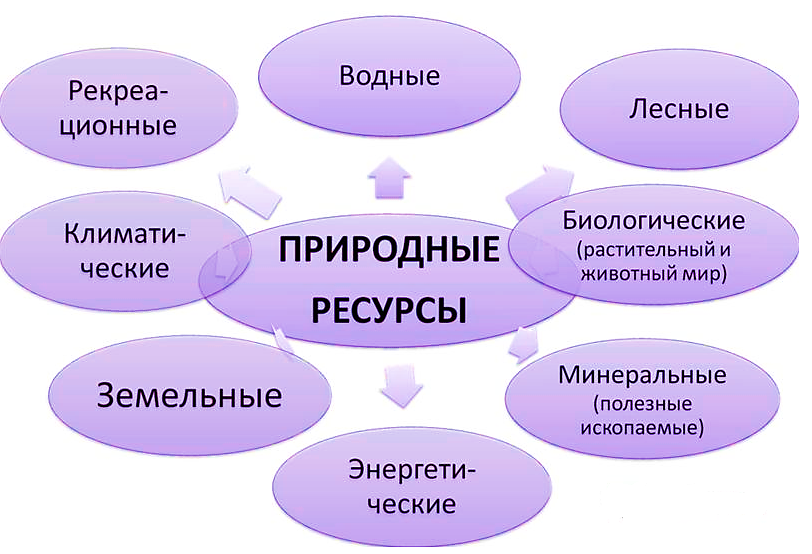 Водные
Рекреа-
ционные
Лесные
Климати-
ческие
ПРИРОДНЫЕ
РЕСУРСЫ
Биологические
(растительный и
животный мир)
Земельные
Минеральные
(полезные
ископаемые)
Энергети-
ческие